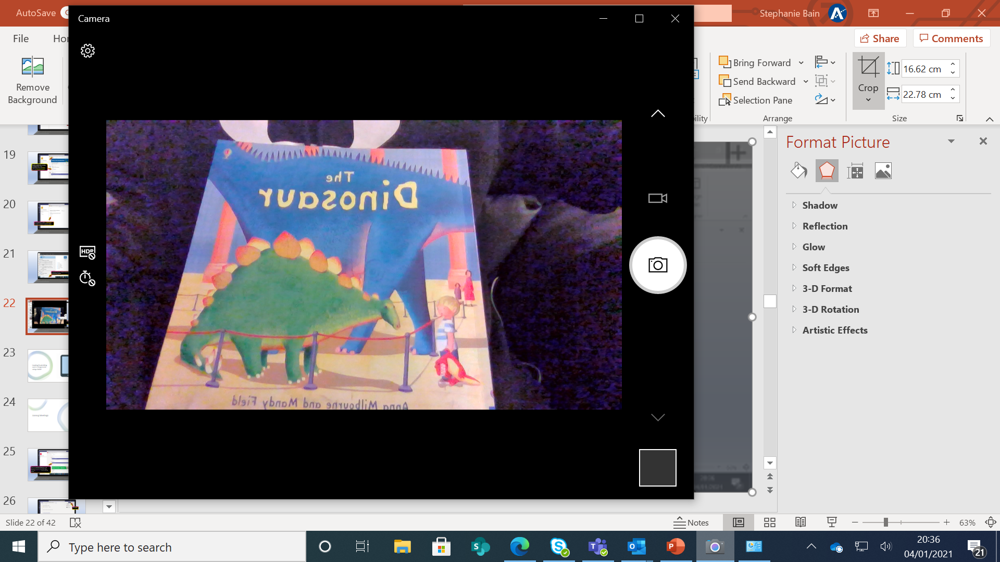 AutoSave
Stephanie Bain
Camera
File
Share
Comments
Remove
Background
Bring Forward
Send Backward
Selection Pane
Arrange
Crop
16.62 cm
22.78 cm
Size
Format Picture
Shadow
Reflection
Glow
Soft Edges
3-D Format
3-D Rotation
Artistic Effects
HDR
The
Dinosaur
Anna Milbourne and Mandy Field
19
20
21
22
23
24
25
26
Slide 22 of 42
Notes
63%
Type here to search
20:36
04/01/2021
21